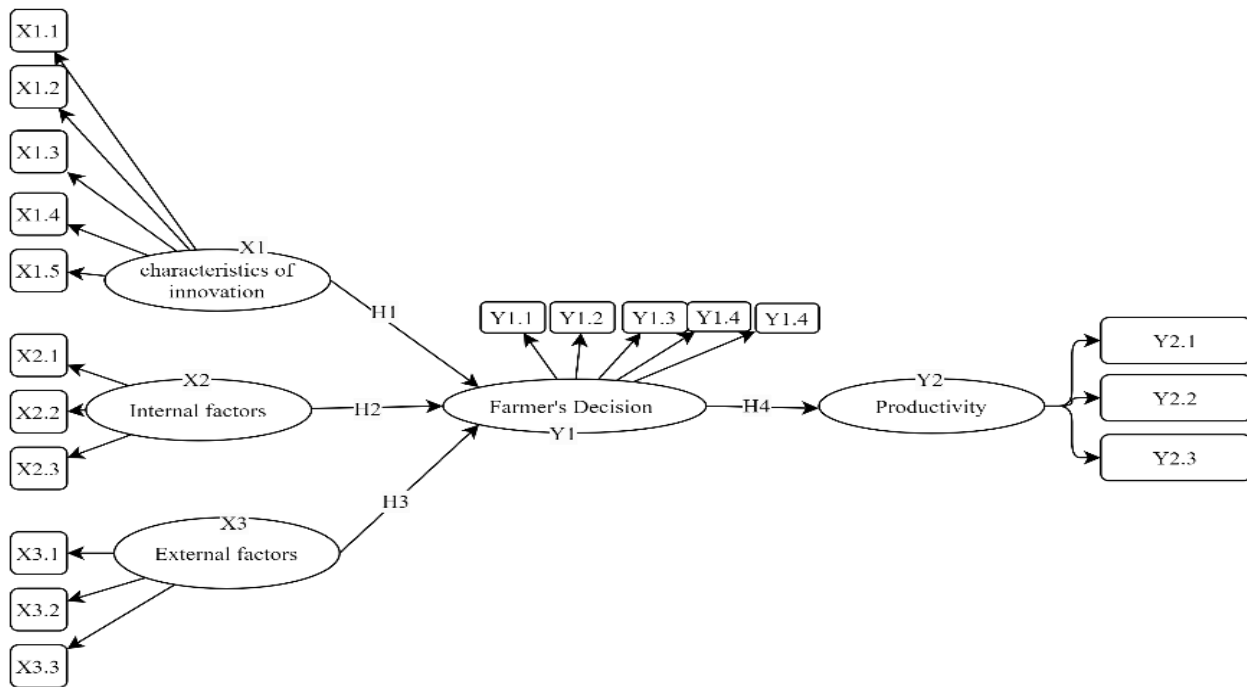 X1.1
X1.2
X1.3
X1.4
X1.5
X1
characteristics of
innovation
H1
X2.1
X2.2
X2.3
X2
Internal factors
H2
X3.1
X3.2
X3.3
X3
External factors
H3
Y1.1
Y1.2
Y1.3
Y1.4
Y1.4
Farmer's Decision
Y1
H4
Y2
Productivity
Y2.1
Y2.2
Y2.3